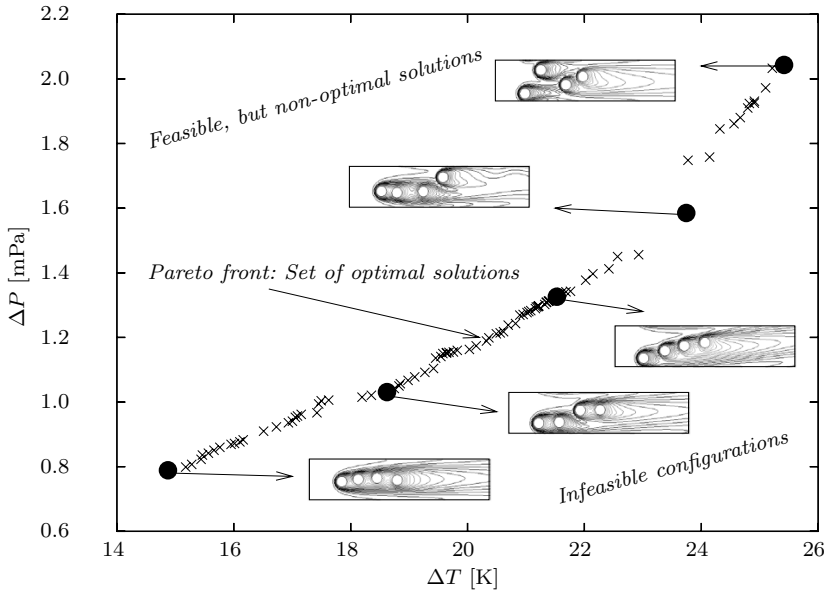 2.2
2.0
1.8
1.6
1.4
1.2
1.0
0.8
0.6
ΔP [mPa]
Feasible, but non-optimal solutions
Pareto front: Set of optimal solutions
Infeasible configurations
14 16 18 20 22 24 26
ΔT [K]